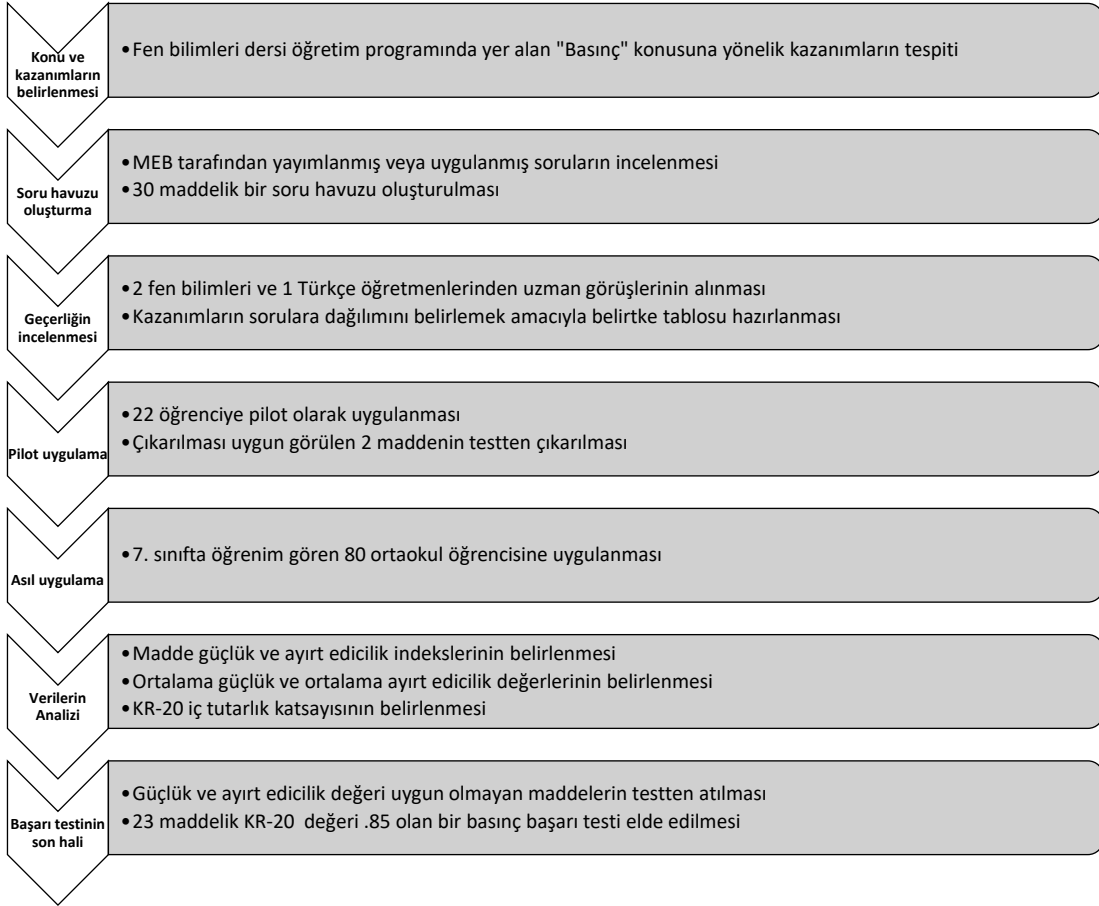 Konu ve
kazanımların
belirlenmesi
•Fen bilimleri dersi öğretim programında yer alan "Basınç" konusuna yönelik kazanımların tespiti
Soru havuzu
oluşturma
•MEB tarafından yayımlanmış veya uygulanmış soruların incelenmesi
•30 maddelik bir soru havuzu oluşturulması
Geçerliğin
incelenmesi
•2 fen bilimleri ve 1 Türkçe öğretmenlerinden uzman görüşlerinin alınması
•Kazanımların sorulara dağılımını belirlemek amacıyla belirtke tablosu hazırlanması
Pilot uygulama
•22 öğrenciye pilot olarak uygulanması
•Çıkarılması uygun görülen 2 maddenin testten çıkarılması
Asıl uygulama
•7. sınıfta öğrenim gören 80 ortaokul öğrencisine uygulanması
Verilerin
Analizi
•Madde güçlük ve ayırt edicilik indekslerinin belirlenmesi
•Ortalama güçlük ve ortalama ayırt edicilik değerlerinin belirlenmesi
•KR-20 iç tutarlık katsayısının belirlenmesi
Başarı testinin
son hali
•Güçlük ve ayırt edicilik değeri uygun olmayan maddelerin testten atılması
•23 maddelik KR-20 değeri .85 olan bir basınç başarı testi elde edilmesi